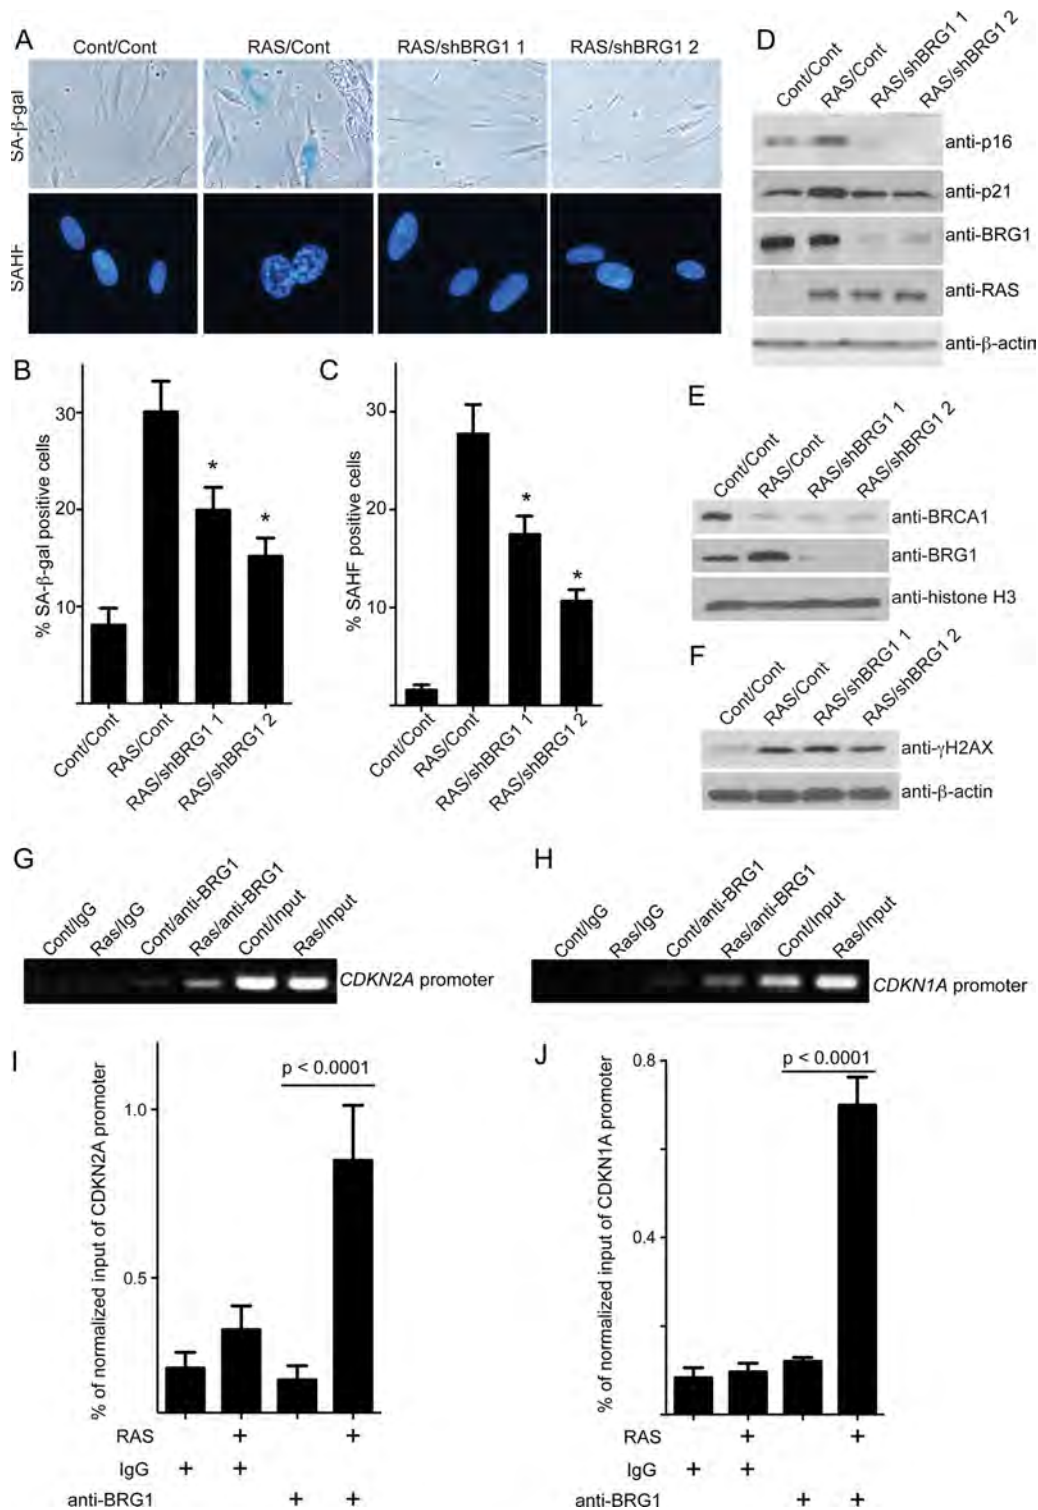 A
Cont/Cont
RAS/Cont
RAS/shBRG1 1
RAS/shBRG1 2
SA-β-gal
SAHF
D
Cont/Cont
RAS/Cont
RAS/shBRG1 1
RAS/shBRG1 2
anti-p16
anti-p21
anti-BRG1
anti-RAS
anti-β-actin
B
% SA-β-gal positive cells
30
20
10
*
*
Cont/Cont
RAS/Cont
RAS/shBRG1 1
RAS/shBRG1 2
C
% SAHF positive cells
30
20
10
*
*
Cont/Cont
RAS/Cont
RAS/shBRG1 1
RAS/shBRG1 2
E
Cont/Cont
RAS/Cont
RAS/shBRG1 1
RAS/shBRG1 2
anti-BRCA1
anti-BRG1
anti-histone H3
F
Cont/Cont
RAS/Cont
RAS/shBRG1 1
RAS/shBRG1 2
anti-γH2AX
anti-β-actin
G
Cont/IgG
Ras/IgG
Cont/anti-BRG1
Ras/anti-BRG1
Cont/Input
Ras/Input
CDKN2A promoter
H
Cont/IgG
Ras/IgG
Cont/anti-BRG1
Ras/anti-BRG1
Cont/Input
Ras/Input
CDKN1A promoter
I
% of normalized input of CDKN2A promoter
1.0
0.5
p < 0.0001
RAS + +
IgG + +
anti-BRG1 + +
J
% of normalized input of CDKN1A promoter
0.8
0.4
p < 0.0001
RAS + +
IgG + +
anti-BRG1 + +